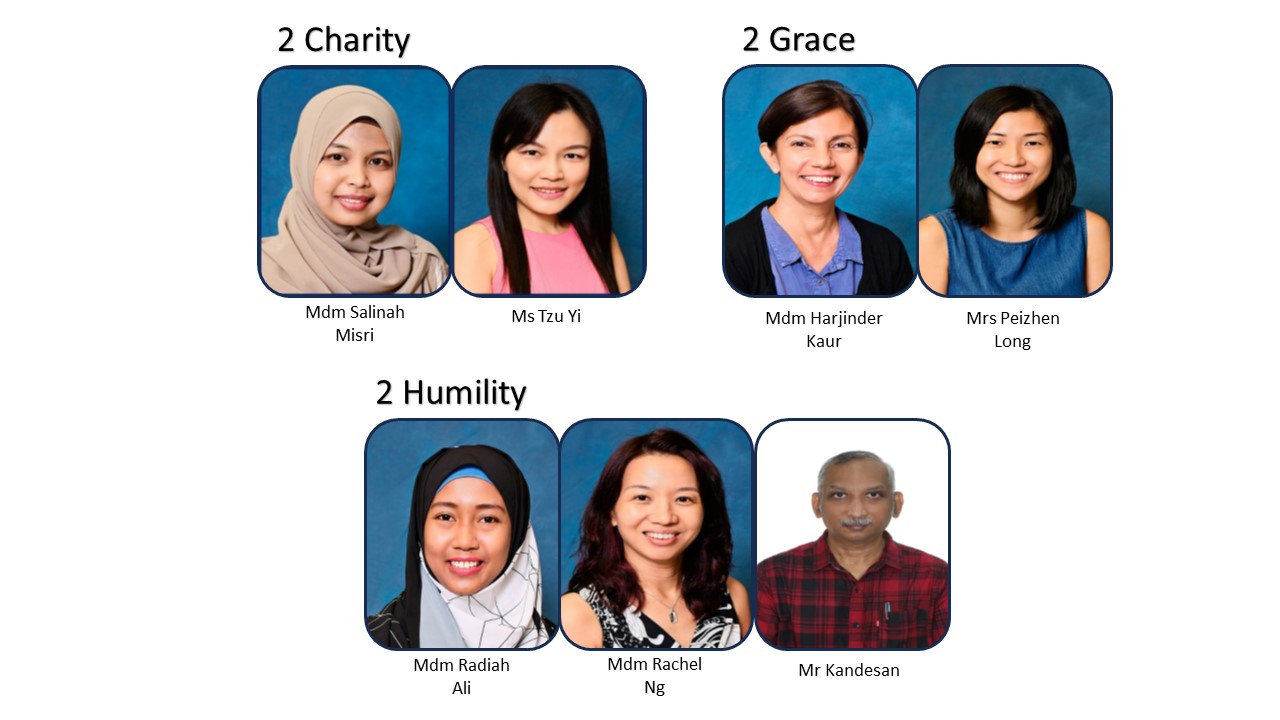 2 Charity
2 Grace
Mdm Salinah
Misri
Ms Tzu Yi
Mdm Harjinder
Kaur
Mrs Peizhen
Long
2 Humility
Mdm Radiah
Ali
Mdm Rachel
Ng
Mr Kandesan